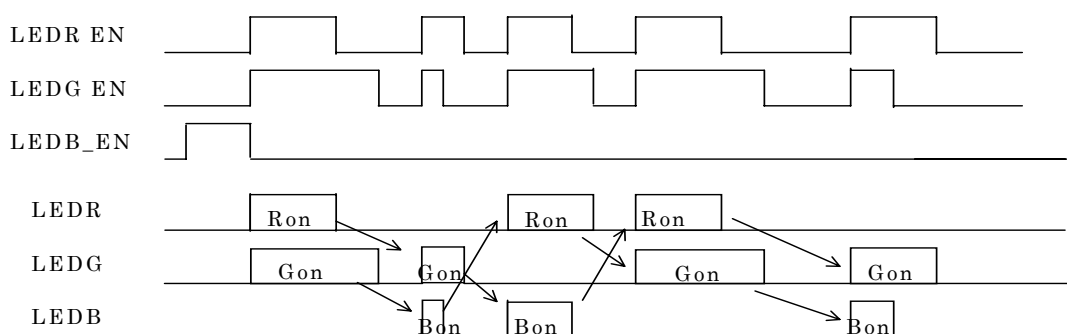 LEDR EN
LEDG EN
LEDB_EN
LEDR Ron Ron Ron
LEDG Gon Gon Gon Gon
LEDB Bon Bon Bon